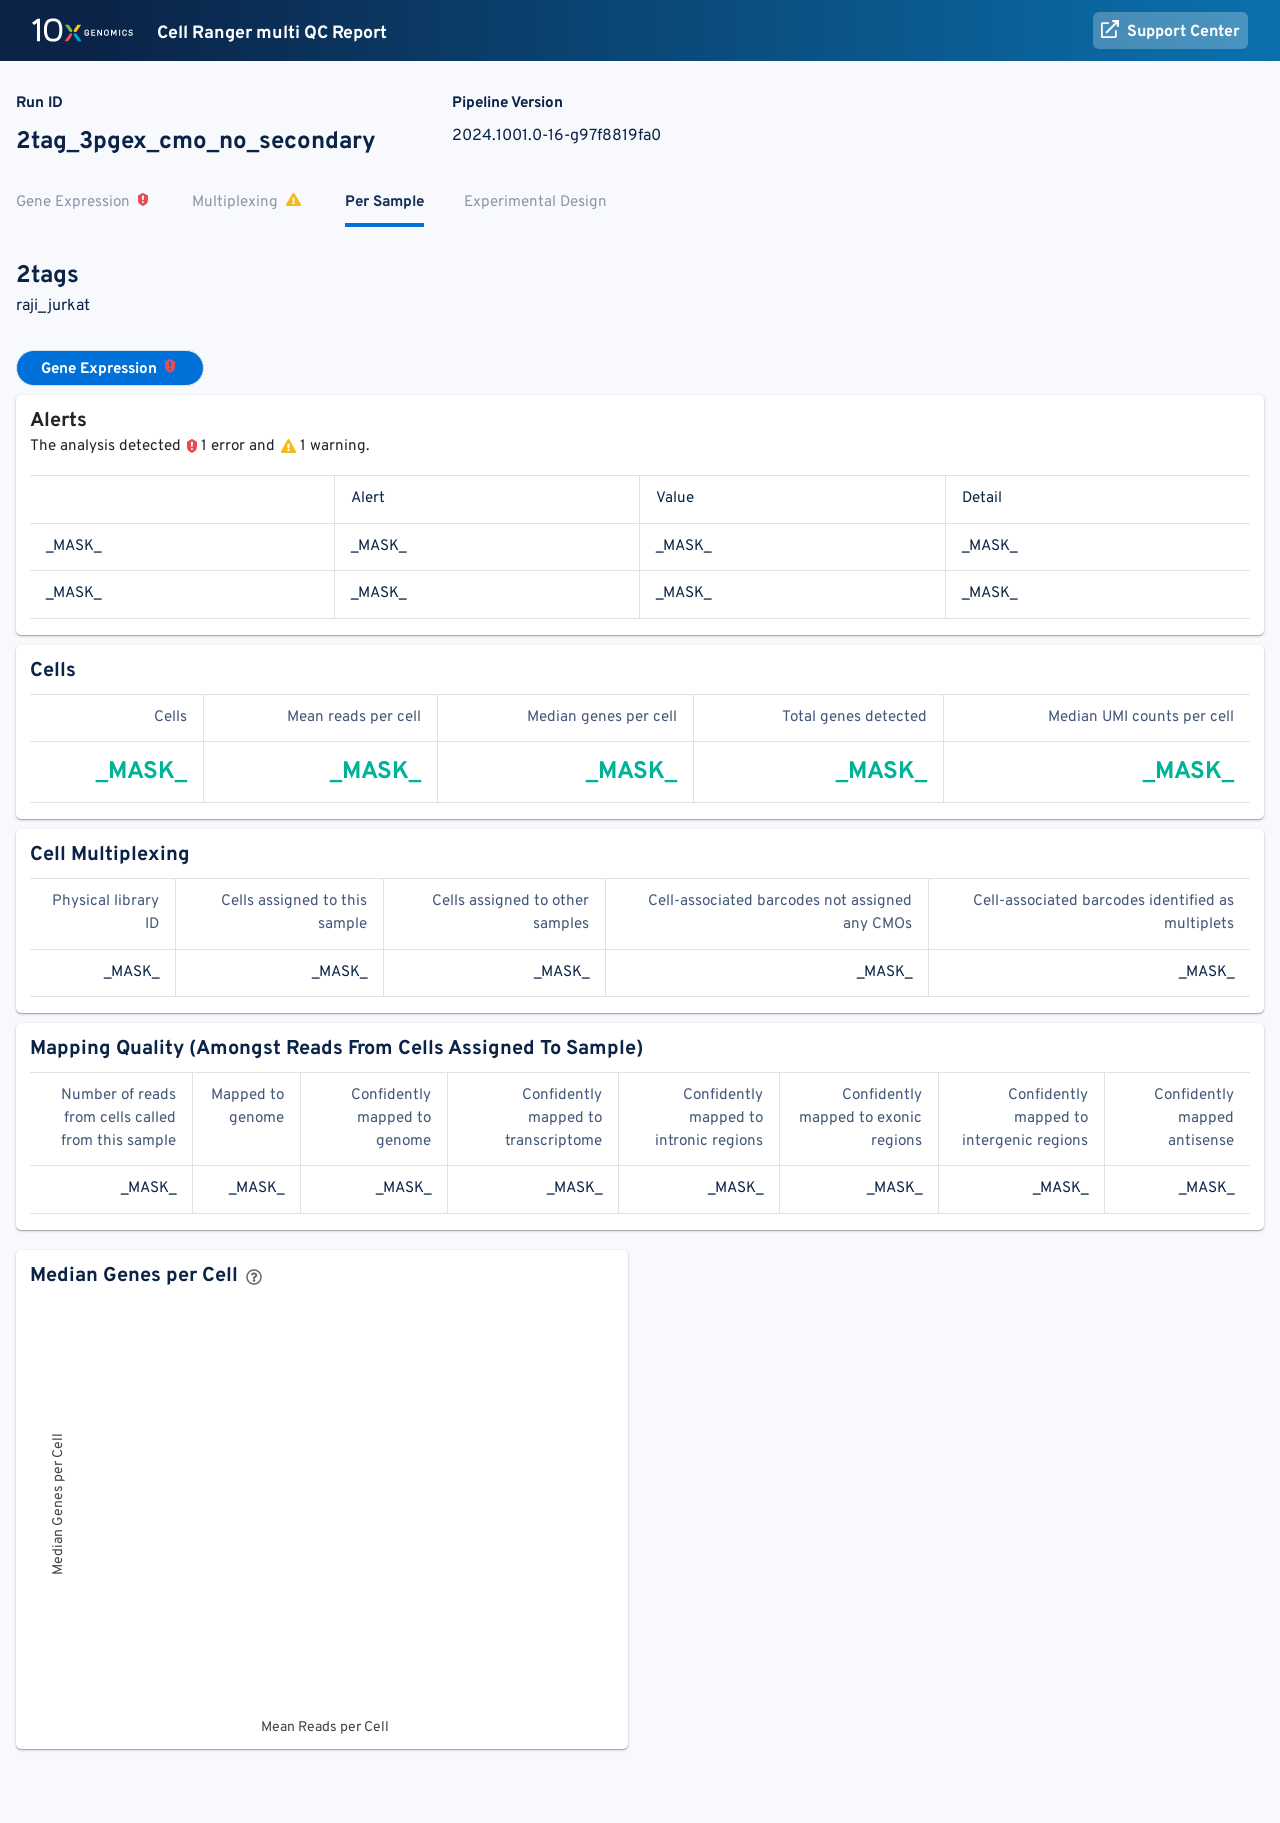 10x GENOMICS Cell Ranger multi QC Report Support Center
Run ID Pipeline Version
2tag_3pgex_cmo_no_secondary 2024.1001.0-16-g97f8819fa0
Gene Expression Multiplexing Per Sample Experimental Design
2tags
raji_jurkat
Gene Expression
Alerts
The analysis detected 1 error and 1 warning.
Alert Value Detail
_MASK_ _MASK_ _MASK_ _MASK_
_MASK_ _MASK_ _MASK_ _MASK_
Cells
Cells Mean reads per cell Median genes per cell Total genes detected Median UMI counts per cell
_MASK_ _MASK_ _MASK_ _MASK_ _MASK_
Cell Multiplexing
Physical library Cells assigned to this Cells assigned to other Cell-associated barcodes not assigned Cell-associated barcodes identified as
ID sample samples any CMOs multiplets
_MASK_ _MASK_ _MASK_ _MASK_ _MASK_
Mapping Quality (Amongst Reads From Cells Assigned To Sample)
Number of reads Mapped to Confidently Confidently Confidently Confidently Confidently Confidently
from cells called genome mapped to mapped to mapped to mapped to exonic mapped to mapped
from this sample genome transcriptome intronic regions regions intergenic regions antisense
_MASK_ _MASK_ _MASK_ _MASK_ _MASK_ _MASK_ _MASK_ _MASK_
Median Genes per Cell
Median Genes per Cell
Mean Reads per Cell